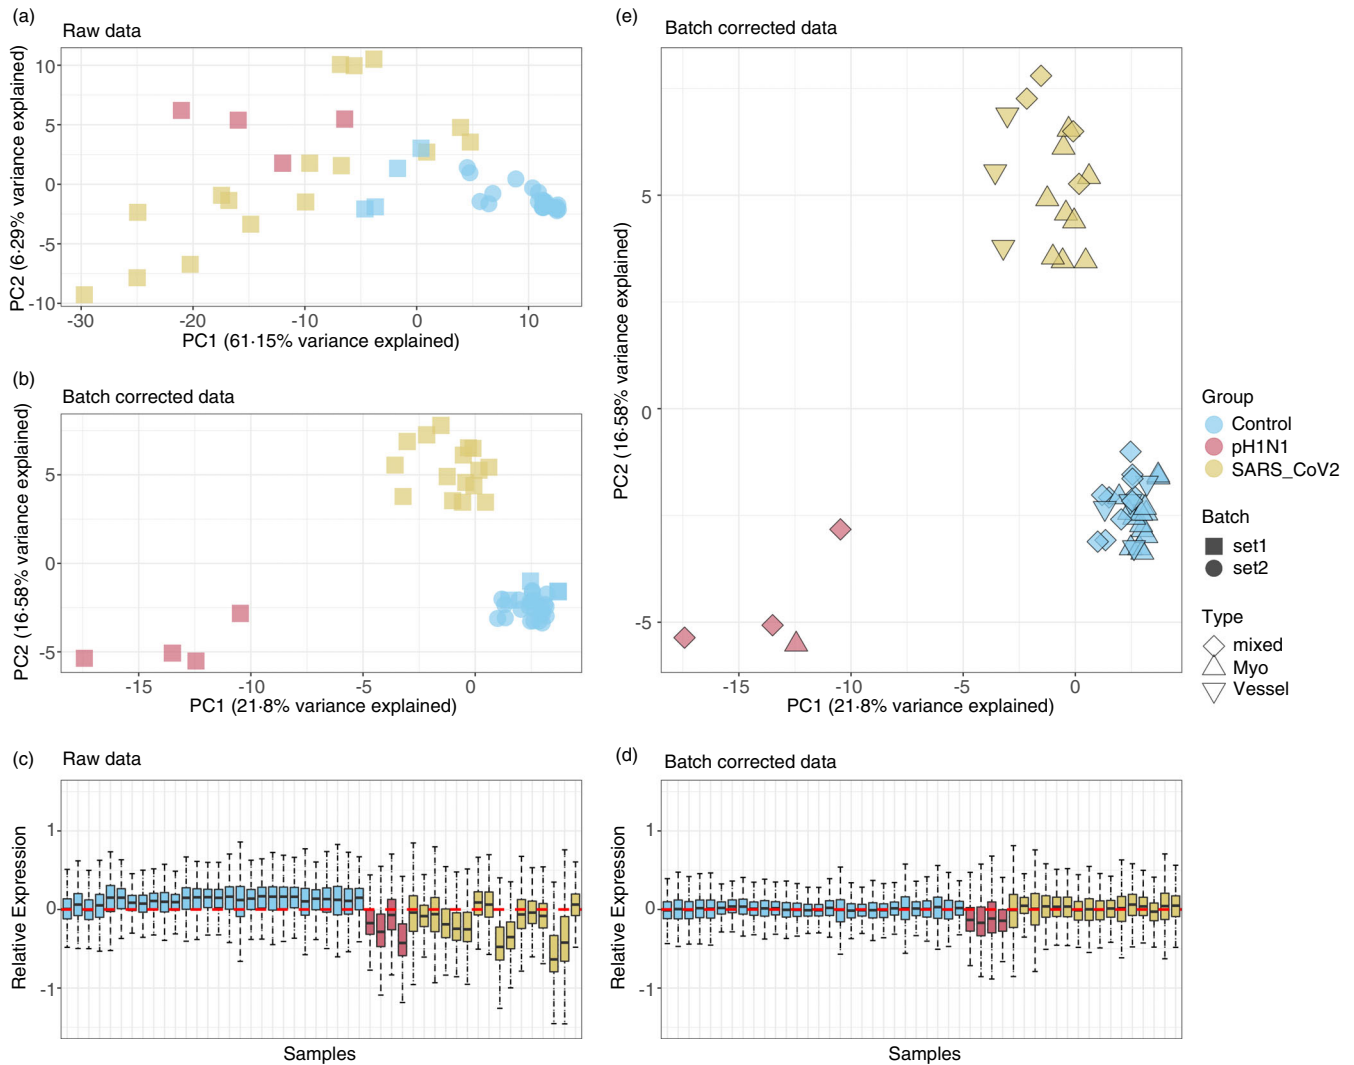 (a)
Raw data
PC2 (6·29% variance explained)
10
5
0
-5
-10
-30
-20
-10
0
10
PC1 (61·15% variance explained)
(b)
Batch corrected data
PC2 (16·58% variance explained)
5
0
-5
-15
-10
-5
0
PC1 (21·8% variance explained)
(c)
Raw data
Relative Expression
1
0
-1
Samples
(d)
Batch corrected data
Relative Expression
1
0
-1
Samples
(e)
Batch corrected data
PC2 (16·58% variance explained)
5
0
-5
-15
-10
-5
0
PC1 (21·8% variance explained)
Group
Control
pH1N1
SARS_CoV2
Batch
set1
set2
Type
mixed
Myo
Vessel